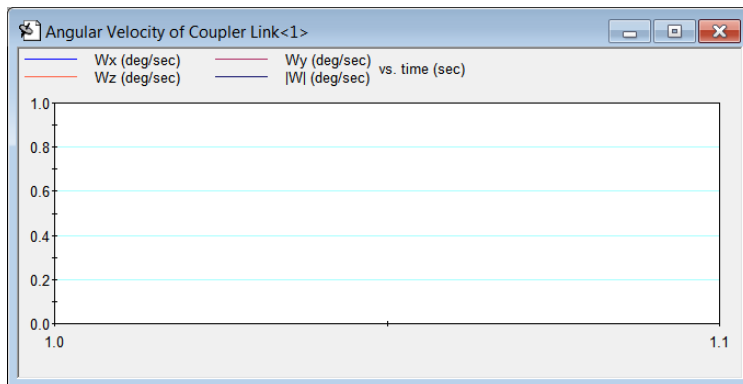 Angular Velocity of Coupler Link<1>
Wx (deg/sec) Wy (deg/sec) vs. time (sec)
Wz (deg/sec) |W| (deg/sec)
1.0
0.8
0.6
0.4
0.2
0.0
1.0 1.1